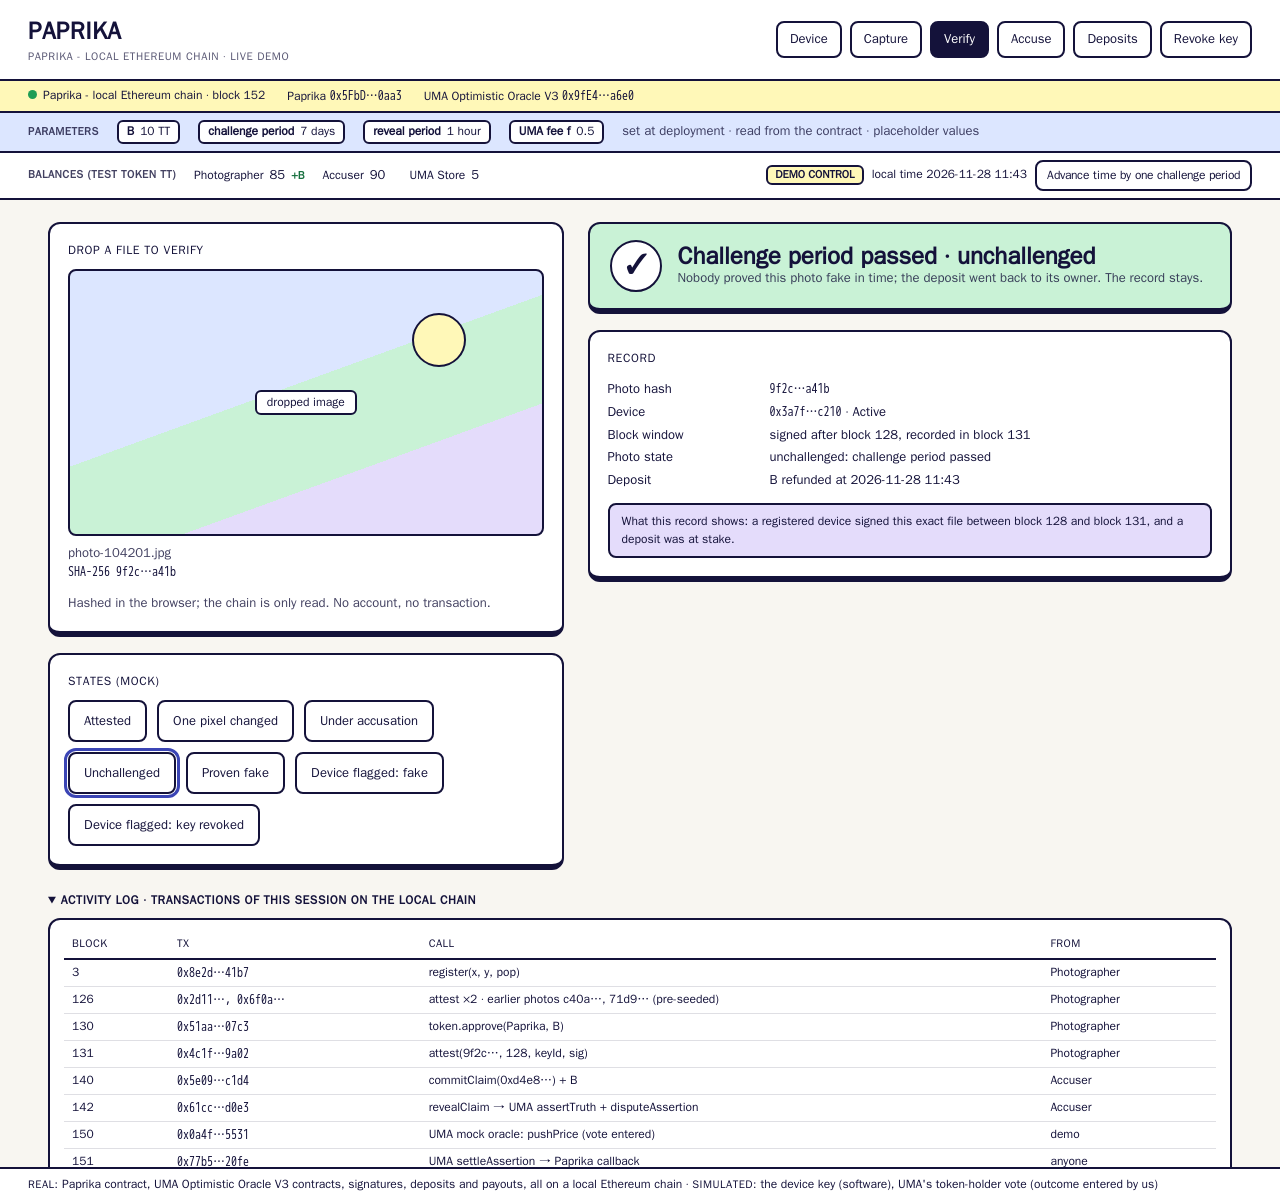 PAPRIKA
PAPRIKA - LOCAL ETHEREUM CHAIN · LIVE DEMO
Device
Capture
Verify
Accuse
Deposits
Revoke key
Paprika - local Ethereum chain · block 152
Paprika 0x5FbD···0aa3
UMA Optimistic Oracle V3 0x9fE4···a6e0
PARAMETERS
B 10 TT
challenge period 7 days
reveal period 1 hour
UMA fee f 0.5
set at deployment · read from the contract · placeholder values
BALANCES (TEST TOKEN TT)
Photographer 85 +B
Accuser 90
UMA Store 5
DEMO CONTROL
local time 2026-11-28 11:43
Advance time by one challenge period
DROP A FILE TO VERIFY
dropped image
photo-104201.jpg
SHA-256 9f2c···a41b
Hashed in the browser; the chain is only read. No account, no transaction.
✓
Challenge period passed · unchallenged
Nobody proved this photo fake in time; the deposit went back to its owner. The record stays.
RECORD
Photo hash 9f2c···a41b
Device 0x3a7f···c210 · Active
Block window signed after block 128, recorded in block 131
Photo state unchallenged: challenge period passed
Deposit B refunded at 2026-11-28 11:43
What this record shows: a registered device signed this exact file between block 128 and block 131, and a
deposit was at stake.
STATES (MOCK)
Attested
One pixel changed
Under accusation
Unchallenged
Proven fake
Device flagged: fake
Device flagged: key revoked
▼ ACTIVITY LOG · TRANSACTIONS OF THIS SESSION ON THE LOCAL CHAIN
BLOCK TX CALL FROM
3 0x8e2d···41b7 register(x, y, pop) Photographer
126 0x2d11···, 0x6f0a··· attest ×2 · earlier photos c40a···, 71d9··· (pre-seeded) Photographer
130 0x51aa···07c3 token.approve(Paprika, B) Photographer
131 0x4c1f···9a02 attest(9f2c···, 128, keyId, sig) Photographer
140 0x5e09···c1d4 commitClaim(0xd4e8···) + B Accuser
142 0x61cc···d0e3 revealClaim → UMA assertTruth + disputeAssertion Accuser
150 0x0a4f···5531 UMA mock oracle: pushPrice (vote entered) demo
151 0x77b5···20fe UMA settleAssertion → Paprika callback anyone
REAL: Paprika contract, UMA Optimistic Oracle V3 contracts, signatures, deposits and payouts, all on a local Ethereum chain · SIMULATED: the device key (software), UMA's token-holder vote (outcome entered by us)